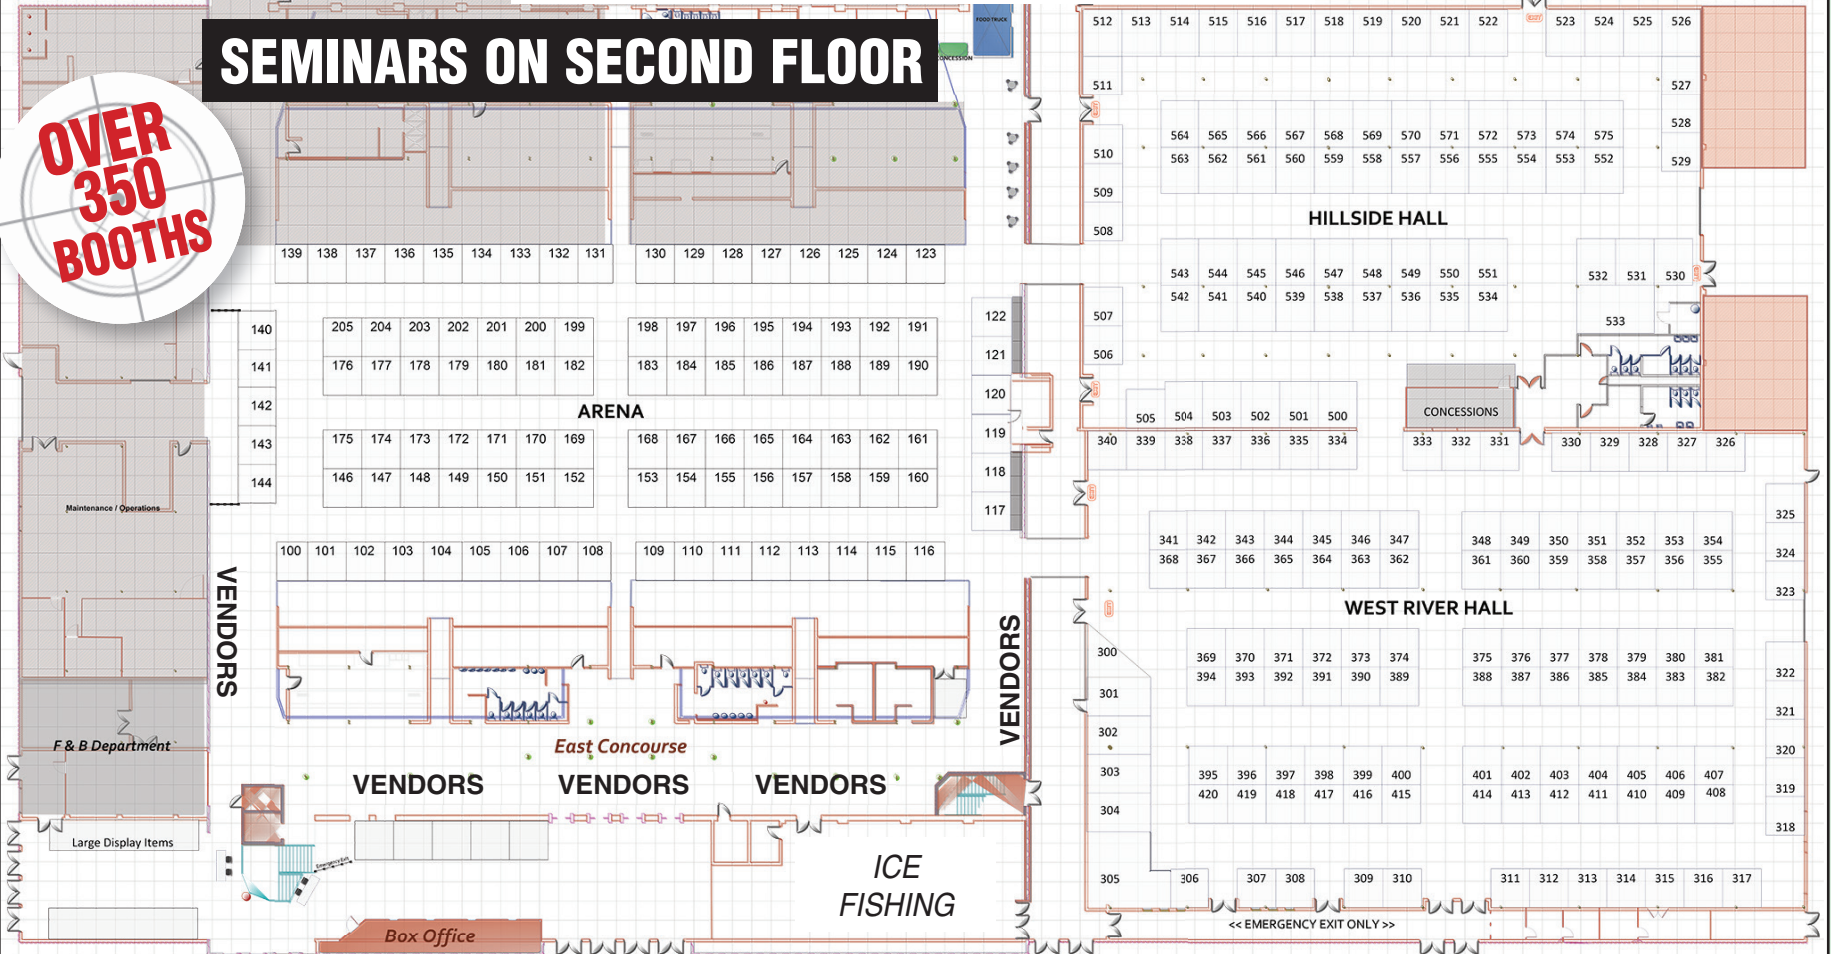 SEMINARS ON SECOND FLOOR
OVER
350
BOOTHS
FOOD TRUCK
CONCESSION
512 513 514 515 516 517 518 519 520 521 522 523 524 525 526
EXIT
511
527
528
564 565 566 567 568 569 570 571 572 573 574 575
563 562 561 560 559 558 557 556 555 554 553 552
510
529
509
HILLSIDE HALL
508
139 138 137 136 135 134 133 132 131 130 129 128 127 126 125 124 123
543 544 545 546 547 548 549 550 551
532 531 530
542 541 540 539 538 537 536 535 534
533
507
506
122
121
120
119
118
117
140
141
142
143
144
205 204 203 202 201 200 199 198 197 196 195 194 193 192 191
176 177 178 179 180 181 182 183 184 185 186 187 188 189 190
ARENA
175 174 173 172 171 170 169 168 167 166 165 164 163 162 161
146 147 148 149 150 151 152 153 154 155 156 157 158 159 160
505 504 503 502 501 500
CONCESSIONS
340 339 338 337 336 335 334 333 332 331 330 329 328 327 326
Maintenance / Operations
100 101 102 103 104 105 106 107 108 109 110 111 112 113 114 115 116
341 342 343 344 345 346 347 348 349 350 351 352 353 354
368 367 366 365 364 363 362 361 360 359 358 357 356 355
325
324
323
WEST RIVER HALL
VENDORS
VENDORS
300
301
302
303
304
305
369 370 371 372 373 374 375 376 377 378 379 380 381
394 393 392 391 390 389 388 387 386 385 384 383 382
322
321
320
319
318
395 396 397 398 399 400 401 402 403 404 405 406 407
420 419 418 417 416 415 414 413 412 411 410 409 408
F & B Department
East Concourse
VENDORS VENDORS VENDORS
Large Display Items
Emergency Exit
ICE
FISHING
Box Office
306 307 308 309 310 311 312 313 314 315 316 317
<< EMERGENCY EXIT ONLY >>